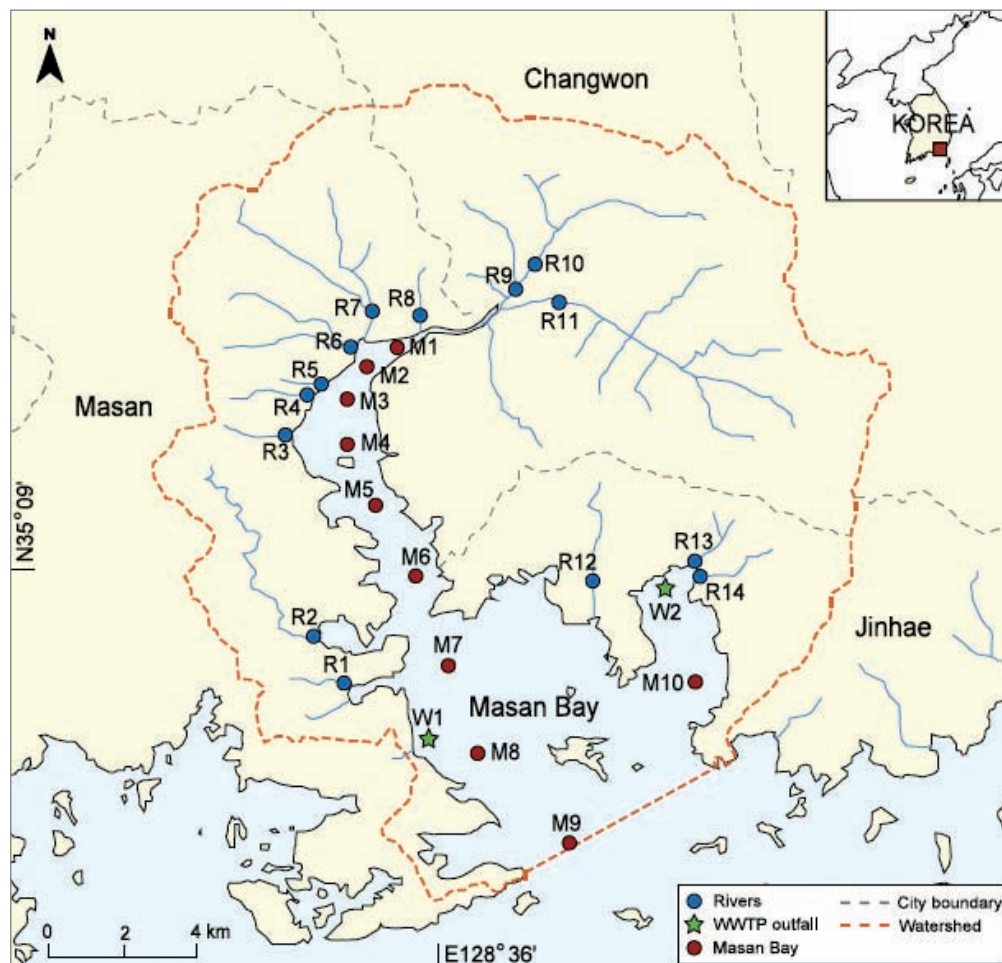 N
Changwon
KOREA
R10
R9
R7
R8
R11
R6
M1
M2
R5
R4
M3
Masan
R3
M4
N35°09'
M5
M6
R12
R13
R14
W2
R2
Jinhae
M7
R1
M10
Masan Bay
W1
M8
M9
Rivers
City boundary
WWTP outfall
Watershed
Masan Bay
0 2 4 km
E128°36'